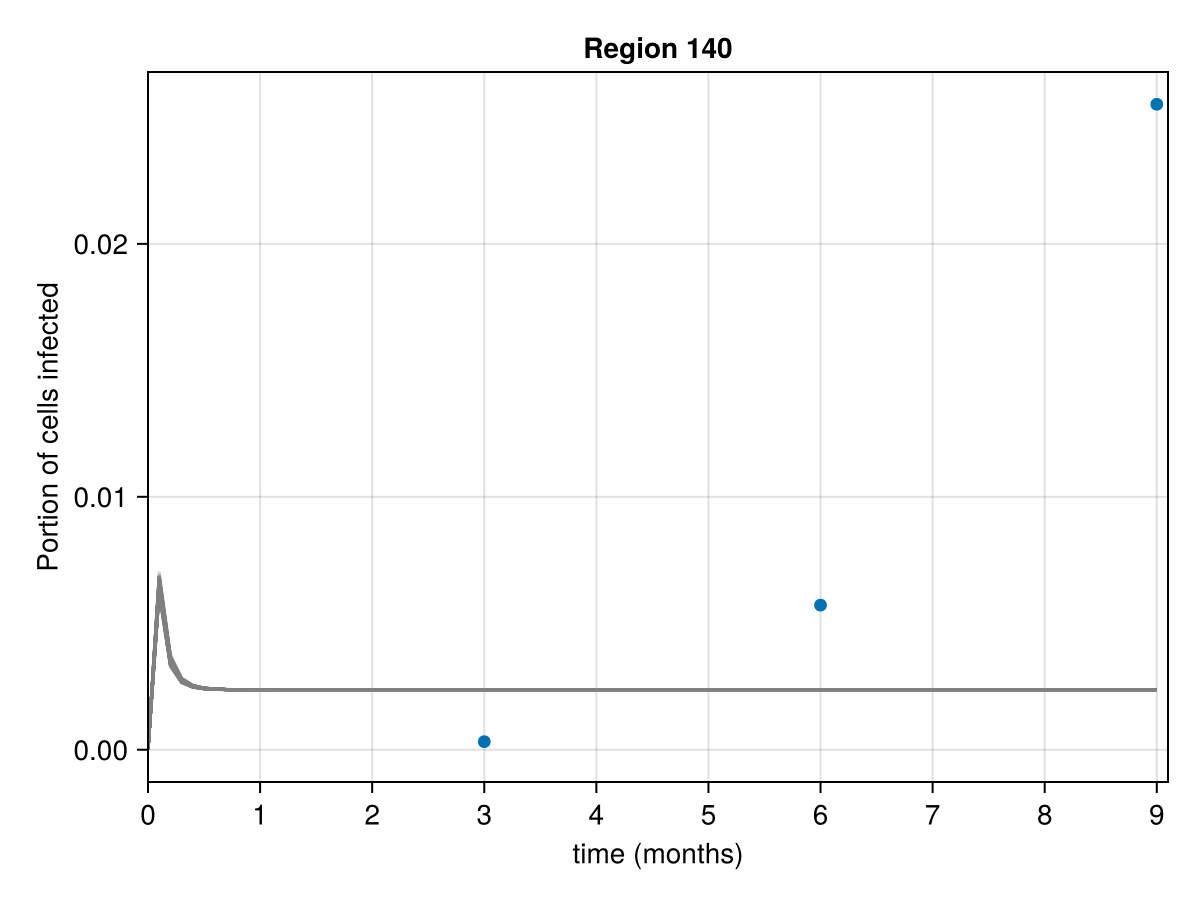 Region 140
Portion of cells infected
0.02
0.01
0.00
0 1 2 3 4 5 6 7 8 9
time (months)